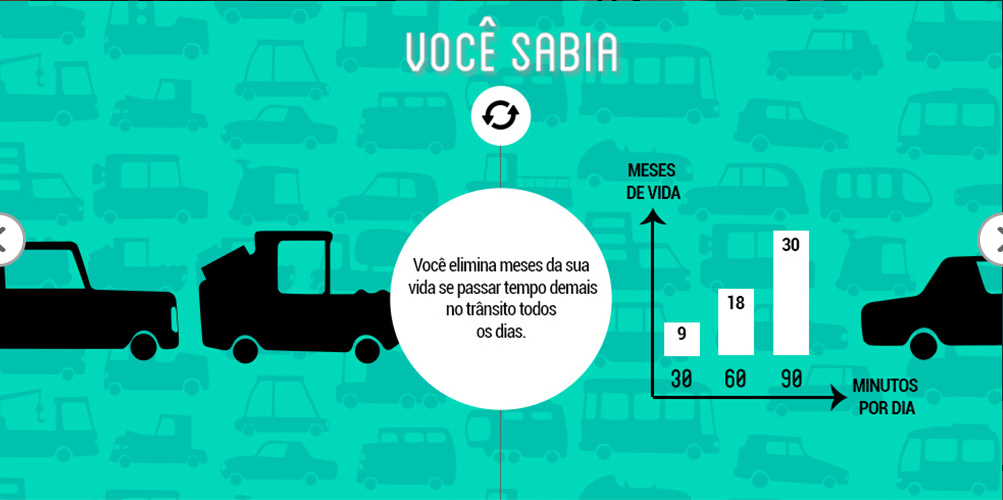 VOCÊ SABIA
Você elimina meses da sua
vida se passar tempo demais
no trânsito todos
os dias.
MESES
DE VIDA
30
18
9
30 60 90
MINUTOS
POR DIA